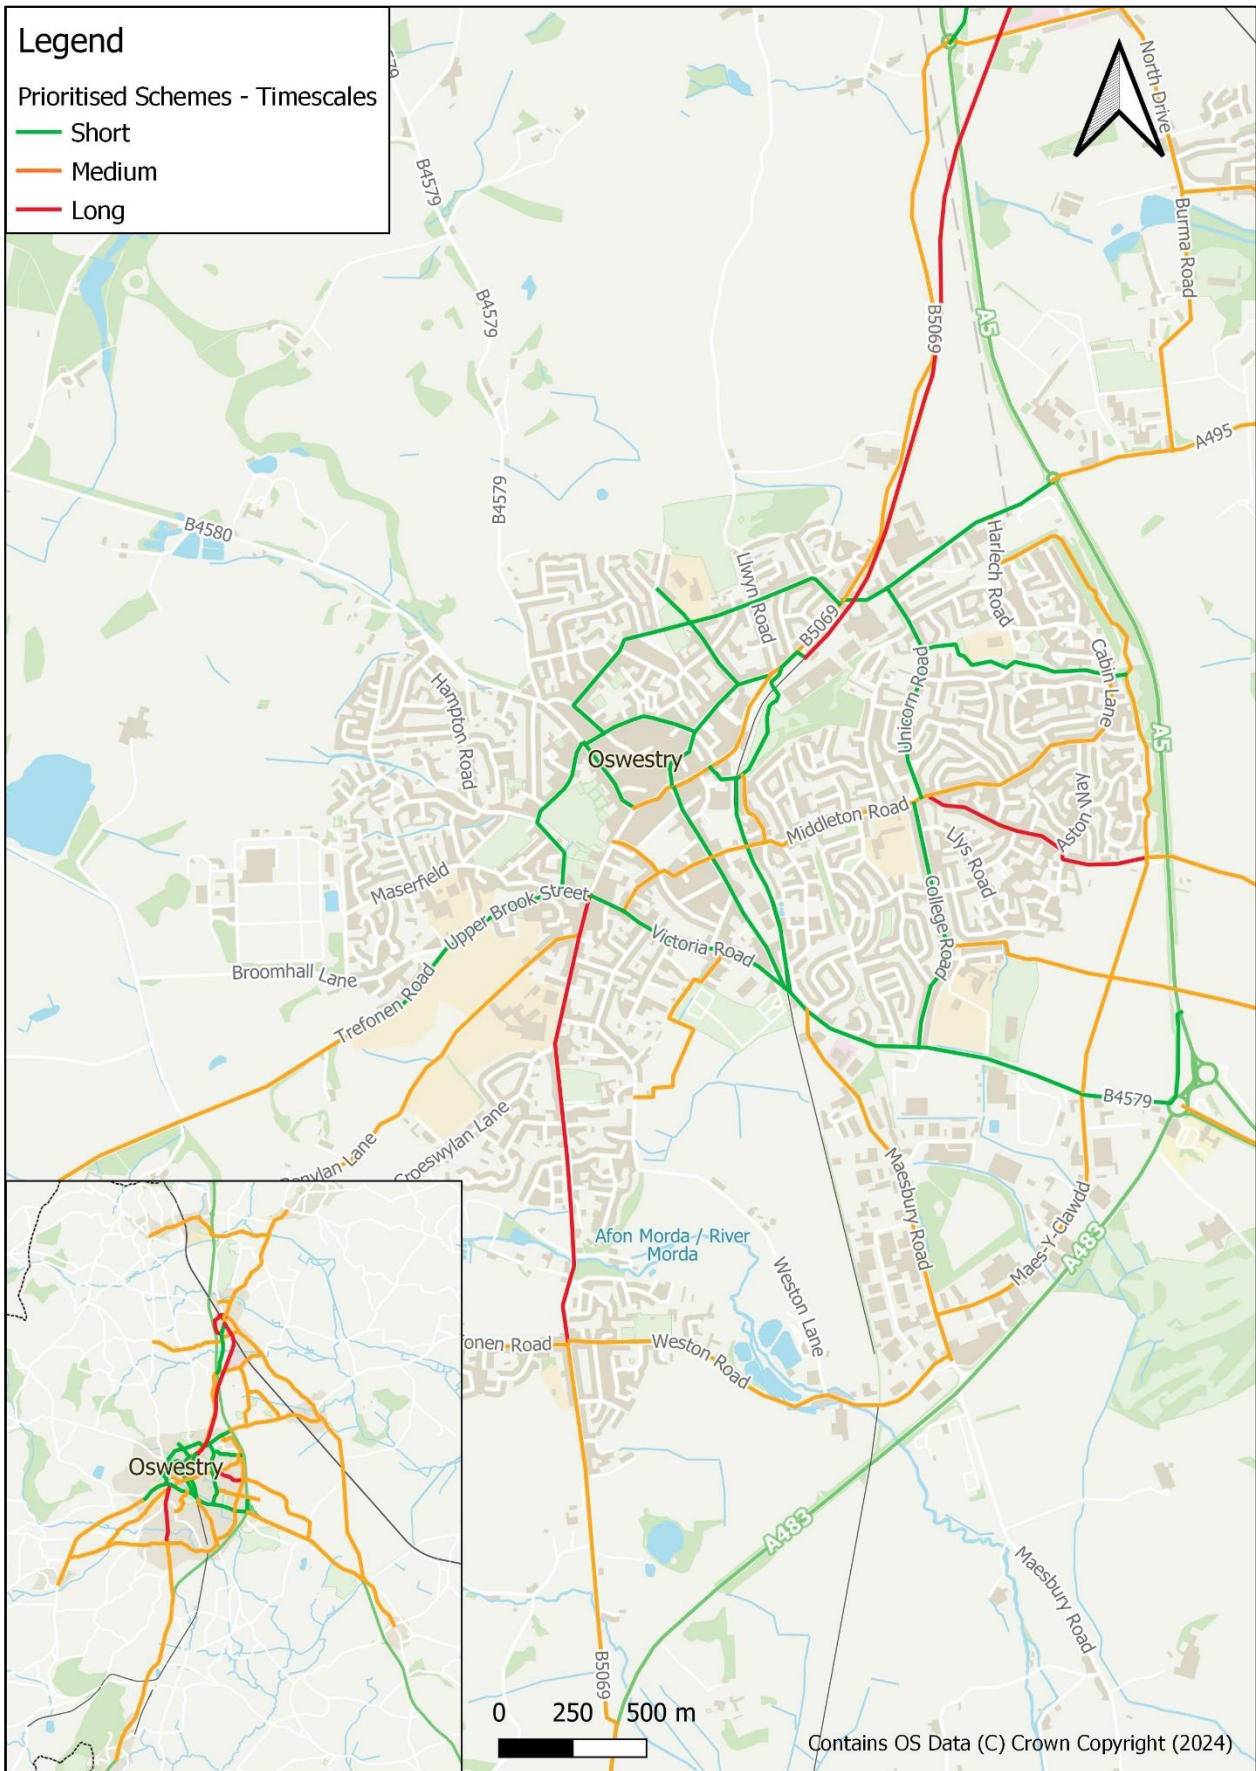 Legend
Prioritised Schemes - Timescales
Short
Medium
Long
579
579
B4579
B4579
B4579
B4580
North Drive
Burma Road
A5
B5069
A495
Harlech Road
Llwyn Road
B5069
Unicorn Road
Cabin Lane
A5
Hampton Road
Oswestry
Middleton Road
Aston Way
Llys Road
College Road
Maserfield
Upper Brook Street
Victoria Road
Broomhall Lane
Trefonen Road
B4579
Croeswylan Lane
Maesbury Road
Maes-Y-Clawdd
A483
Afon Morda / River
Morda
Weston Lane
fonen Road
Weston Road
Oswestry
A483
Maesbury Road
B5069
0 250 500 m
Contains OS Data (C) Crown Copyright (2024)